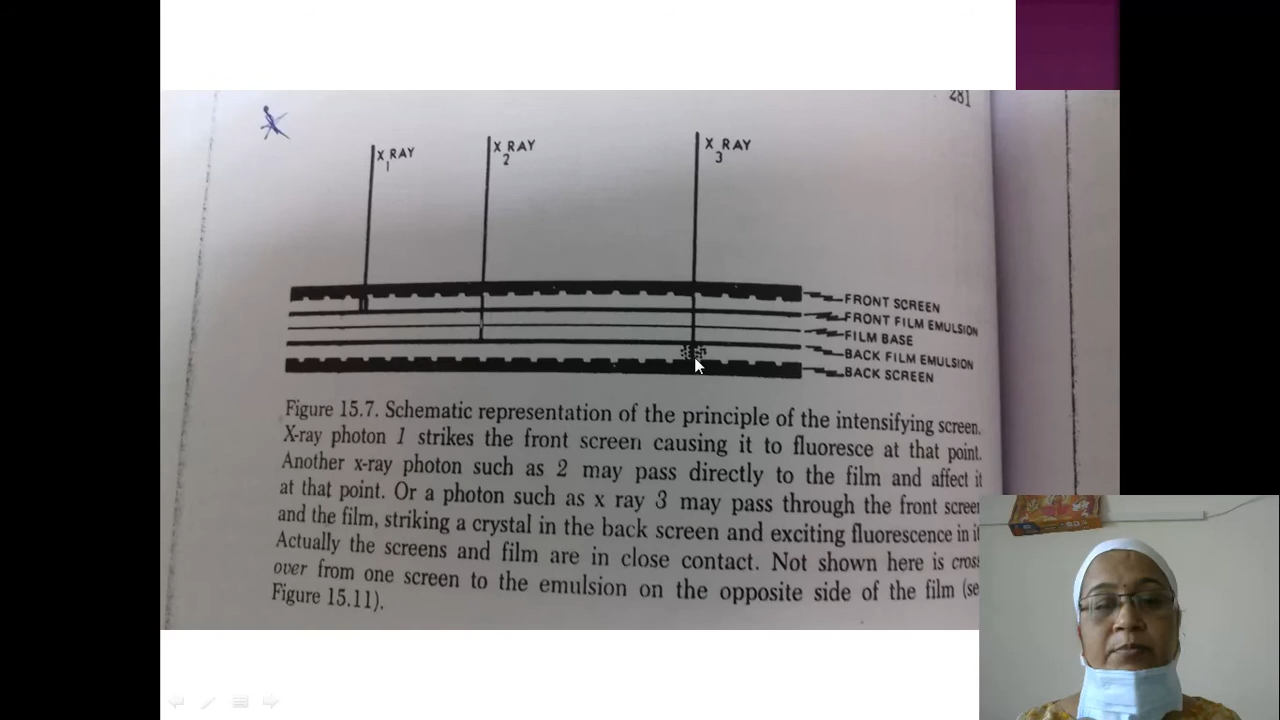 281
X RAY
1
X RAY
2
X RAY
3
FRONT SCREEN
FRONT FILM EMULSION
FILM BASE
BACK FILM EMULSION
BACK SCREEN
Figure 15.7. Schematic representation of the principle of the intensifying screen.
X-ray photon 1 strikes the front screen causing it to fluoresce at that point.
Another x-ray photon such as 2 may pass directly to the film and affect it
at that point. Or a photon such as x ray 3 may pass through the front screen
and the film, striking a crystal in the back screen and exciting fluorescence in it
Actually the screens and film are in close contact. Not shown here is cross
over from one screen to the emulsion on the opposite side of the film (se
Figure 15.11).